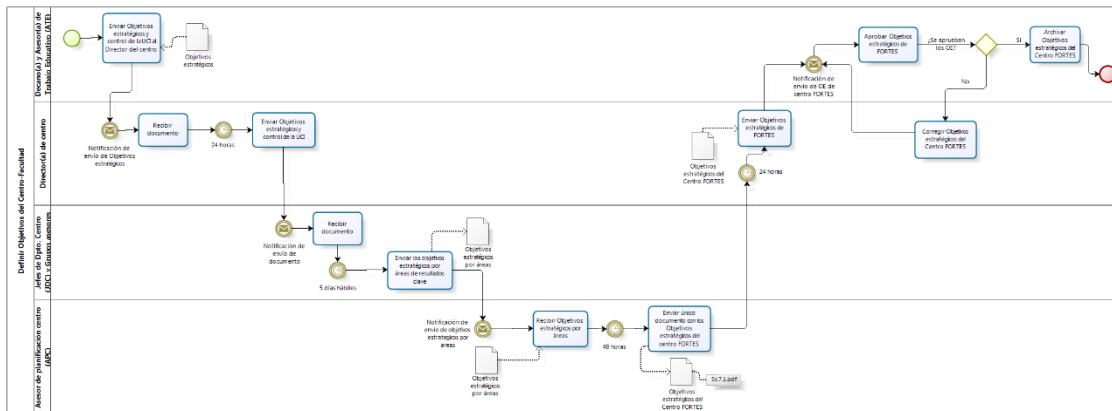 Definir Objetivos del Centro-Facultad
Decano(a) y Asesor(a) de
Trabajo Educativo (ATE)
Enviar Objetivos
estratégicos y
control de la UCI al
Director del centro
Objetivos
estratégicos
Aprobar Objetivos
estratégicos de
FORTES
¿Se aprueban
los OE?
Sí
Archivar
Objetivos
estratégicos del
Centro FORTES
Notificación de
envío de OE de
centro FORTES
No
Director(a) de centro
Notificación de
envío de Objetivos
estratégicos
Recibir
documento
24 horas
Enviar Objetivos
estratégicos y
control de la UCI
Enviar Objetivos
estratégicos de
FORTES
Objetivos
estratégicos del
Centro FORTES
24 horas
Corregir Objetivos
estratégicos del
Centro FORTES
Jefes de Dpto. Centro
(JDC), y Grupos asesores
Notificación de
envío de documento
Recibir
documento
5 días hábiles
Enviar los objetivos
estratégicos por
áreas de resultados
clave
Objetivos
estratégicos
por áreas
Asesor de planificación centro
(APC)
Notificación de
envío de objetivos
estratégicos por
áreas
Objetivos
estratégicos
por áreas
Recibir Objetivos
estratégicos por
áreas
48 horas
Enviar único
documento con los
Objetivos
estratégicos del
centro FORTES
Objetivos
estratégicos del
Centro FORTES